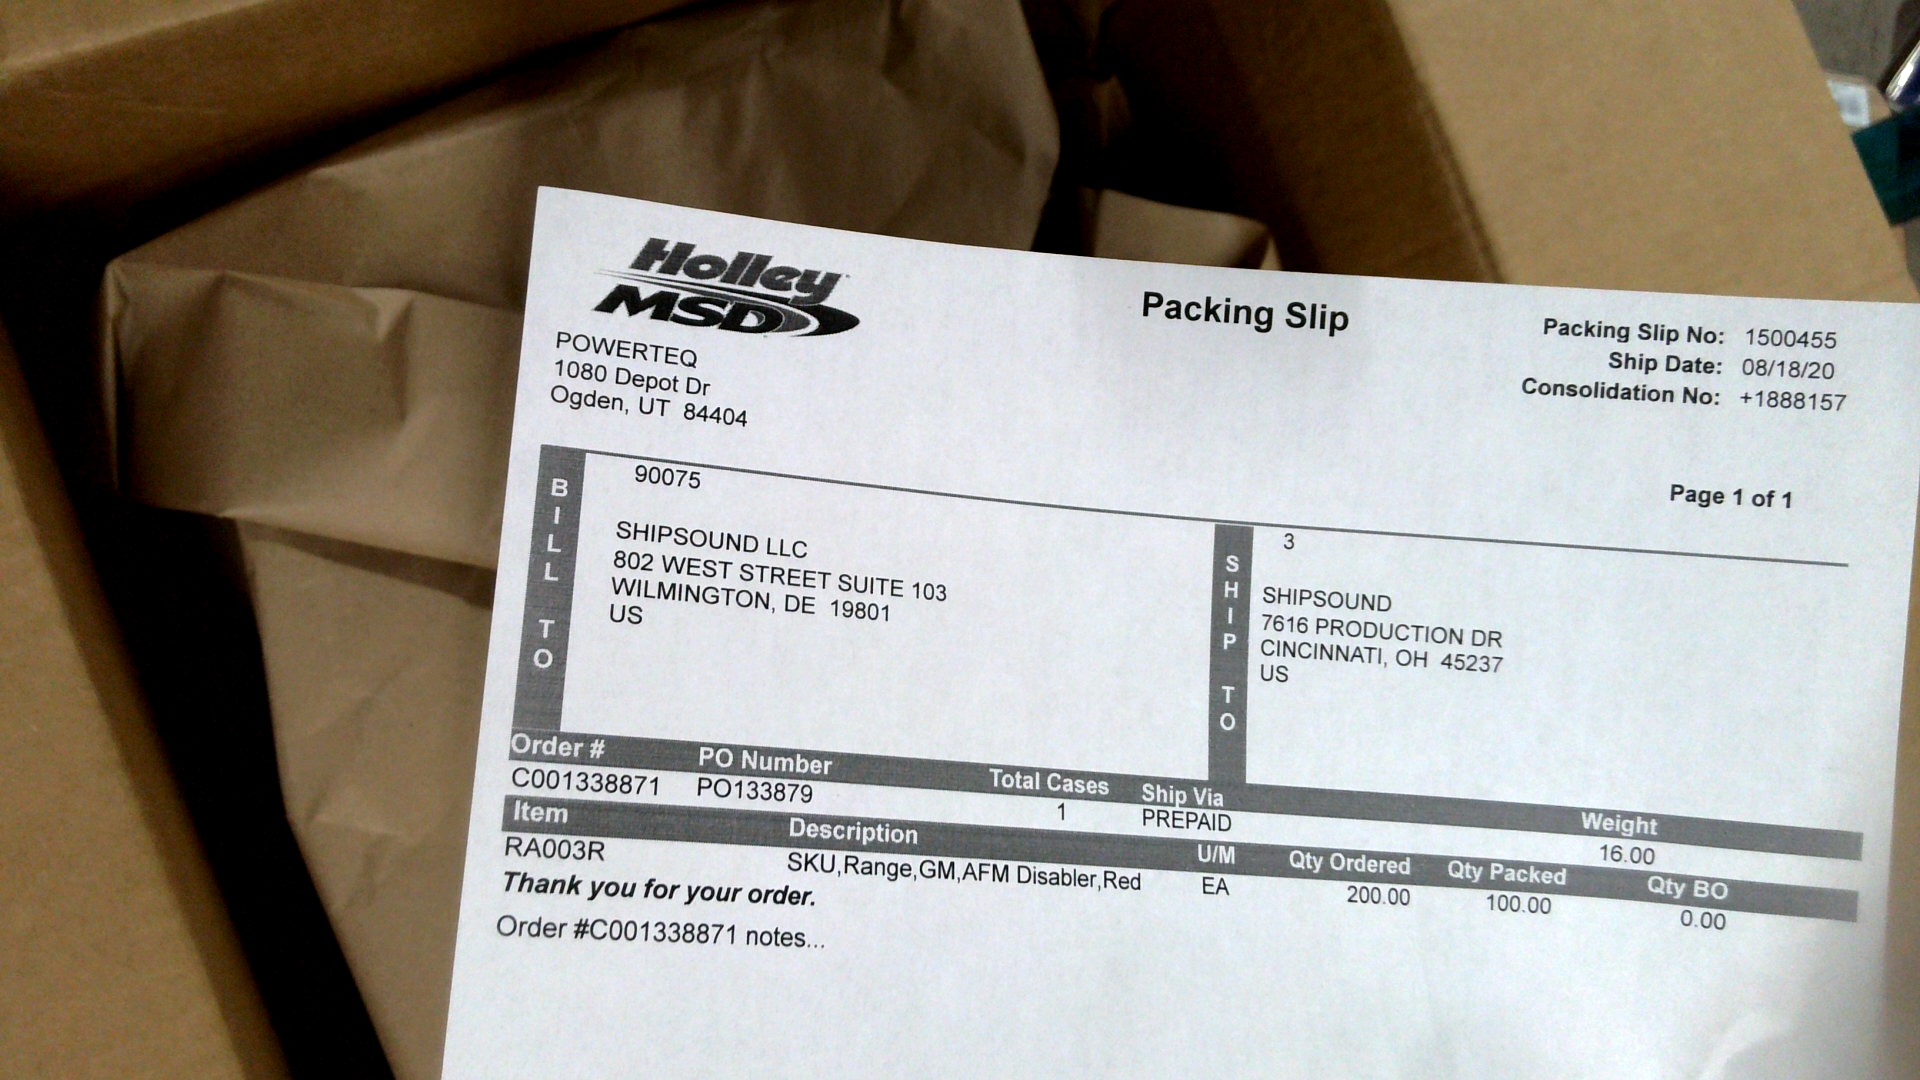 Holley
MSD
POWERTEQ
1080 Depot Dr
Ogden, UT 84404
Packing Slip
Packing Slip No: 1500455
Ship Date: 08/18/20
Consolidation No: +1888157
Page 1 of 1
BILL TO
90075
SHIPSOUND LLC
802 WEST STREET SUITE 103
WILMINGTON, DE 19801
US
SHIP TO
3
SHIPSOUND
7616 PRODUCTION DR
CINCINNATI, OH 45237
US
Order # PO Number Total Cases Ship Via Weight
C001338871 PO133879 1 PREPAID 16.00
Item Description U/M Qty Ordered Qty Packed Qty BO
RA003R SKU,Range,GM,AFM Disabler,Red EA 200.00 100.00 0.00
Thank you for your order.
Order #C001338871 notes...